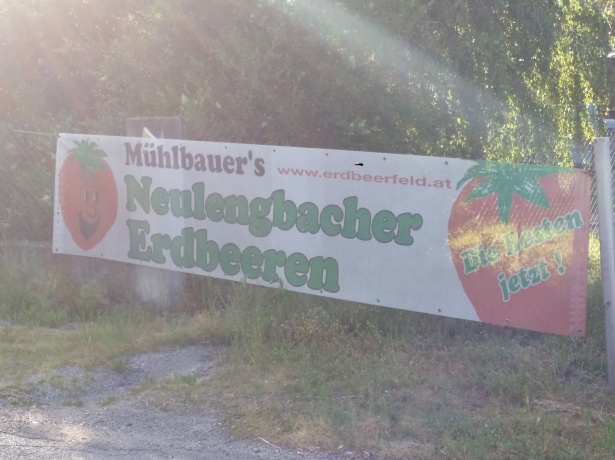 Mühlbauer's
www.erdbeerfeld.at
Neulengbacher
Erdbeeren
Die Besten
jetzt !